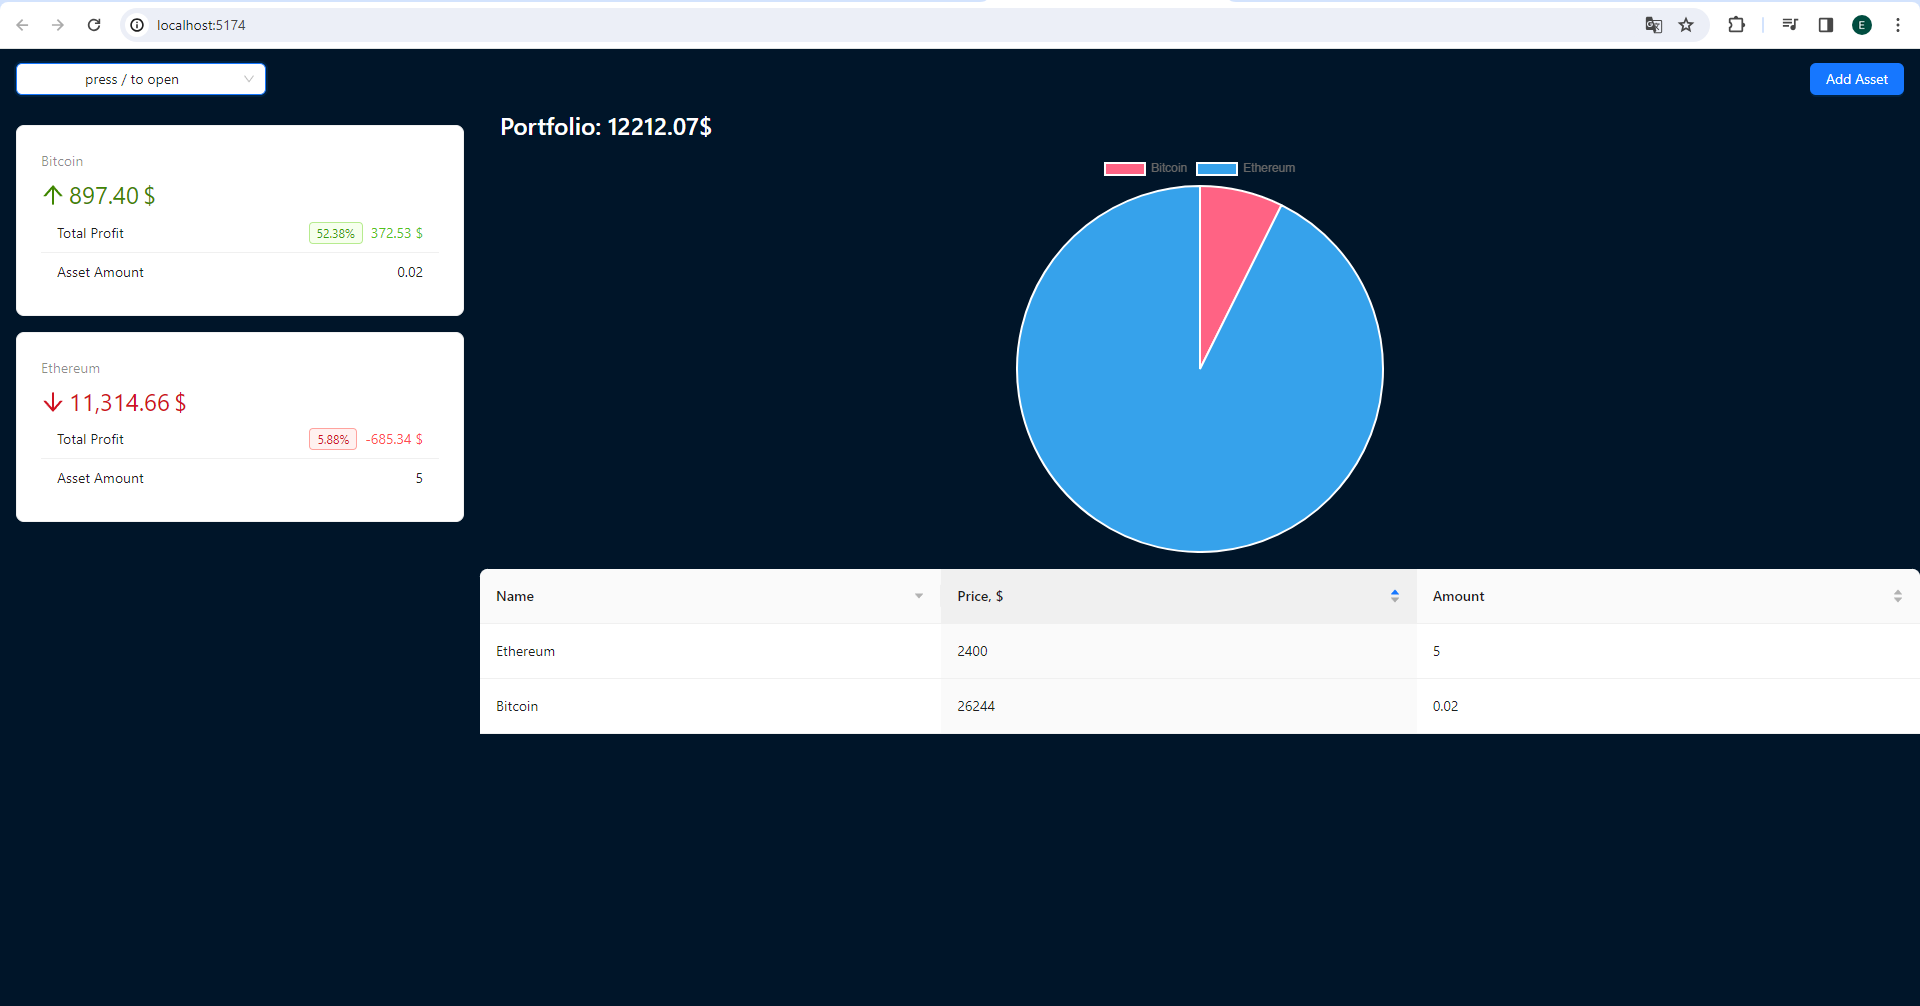 localhost:5174
E
press / to open
Add Asset
Portfolio: 12212.07$
Bitcoin
897.40 $
Total Profit 52.38% 372.53 $
Asset Amount 0.02
Ethereum
11,314.66 $
Total Profit 5.88% -685.34 $
Asset Amount 5
Bitcoin Ethereum
Name Price, $ Amount
Ethereum 2400 5
Bitcoin 26244 0.02